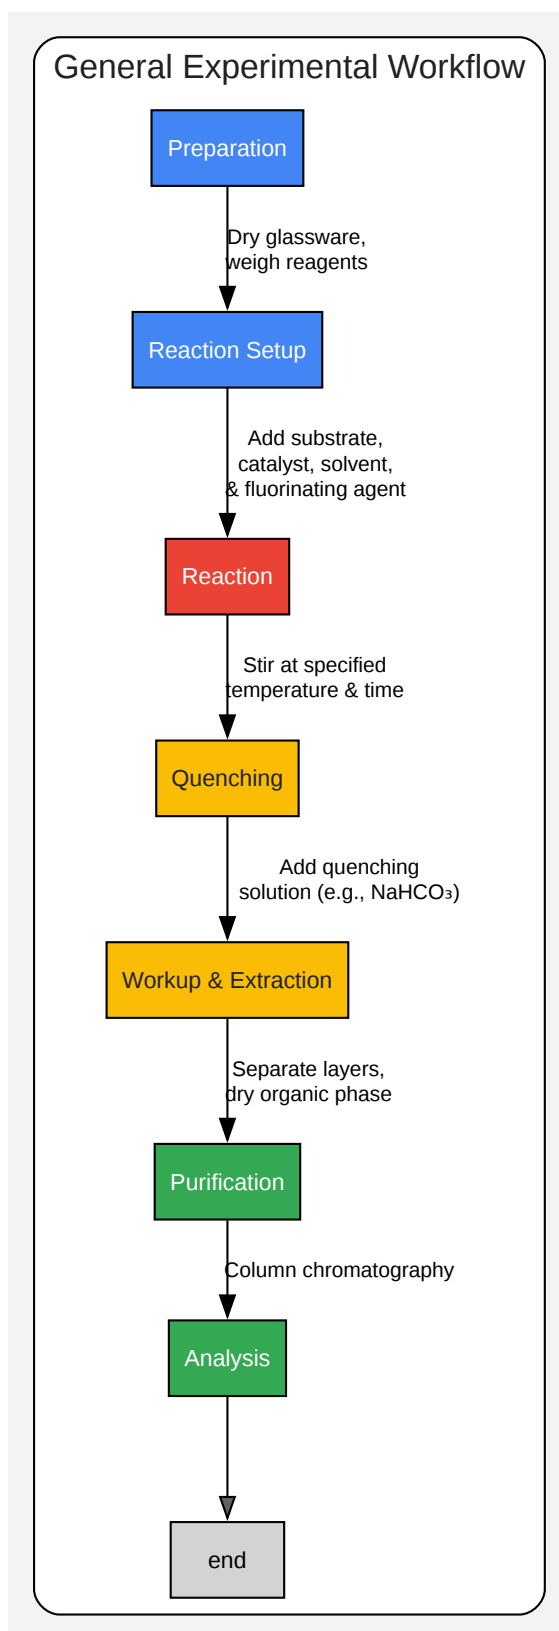 General Experimental Workflow
Preparation
Dry glassware,
weigh reagents
Reaction Setup
Add substrate,
catalyst, solvent,
& fluorinating agent
Reaction
Stir at specified
temperature & time
Quenching
Add quenching
solution (e.g., NaHCO₃)
Workup & Extraction
Separate layers,
dry organic phase
Purification
Column chromatography
Analysis
end